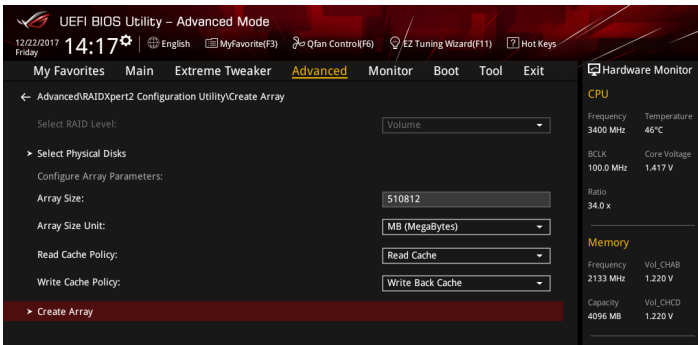 UEFI BIOS Utility – Advanced Mode
12/22/2017 14:17 English MyFavorite(F3) Qfan Control(F6) EZ Tuning Wizard(F11) ? Hot Keys
Friday
My Favorites Main Extreme Tweaker Advanced Monitor Boot Tool Exit
Hardware Monitor
← Advanced\RAIDXpert2 Configuration Utility\Create Array
Select RAID Level: Volume
> Select Physical Disks
Configure Array Parameters:
Array Size: 510812
Array Size Unit: MB (MegaBytes)
Read Cache Policy: Read Cache
Write Cache Policy: Write Back Cache
> Create Array
CPU
Frequency Temperature
3400 MHz 46°C
BCLK Core Voltage
100.0 MHz 1.417 V
Ratio
34.0 x
Memory
Frequency Vol_CHAB
2133 MHz 1.220 V
Capacity Vol_CHCD
4096 MB 1.220 V